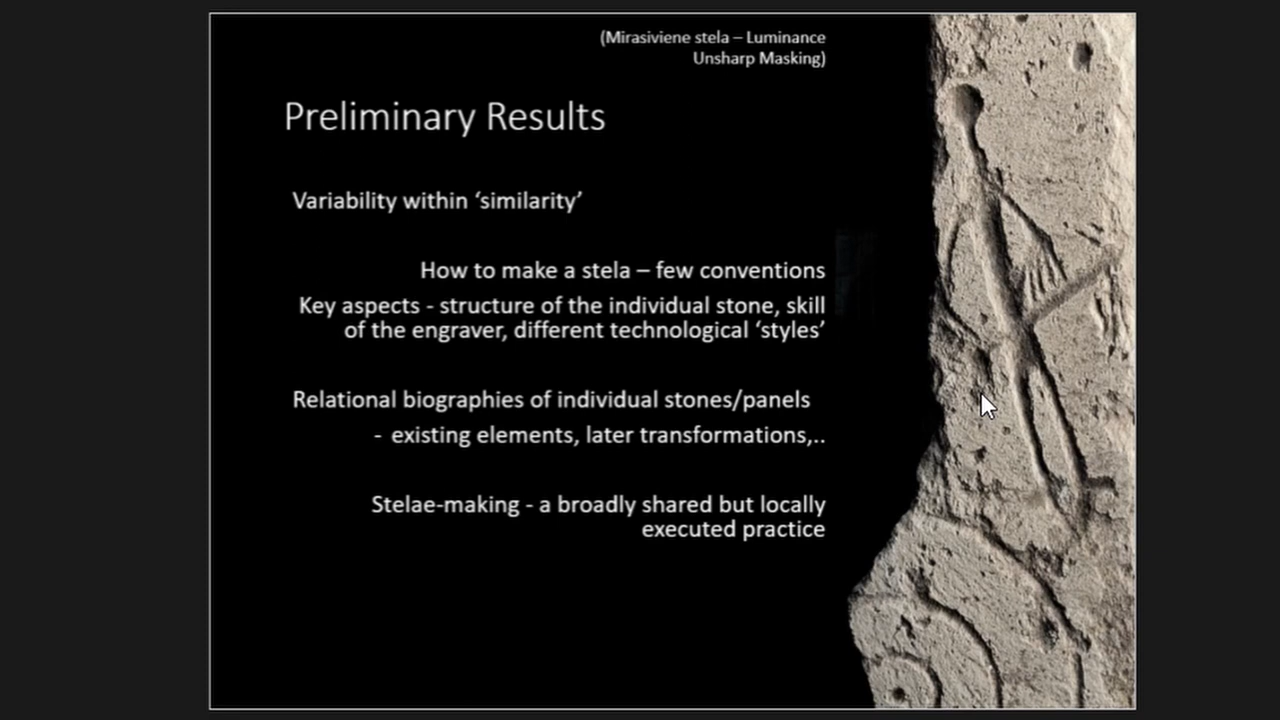 (Mirasiviene stela – Luminance
Unsharp Masking)
Preliminary Results
Variability within ‘similarity’
How to make a stela – few conventions
Key aspects - structure of the individual stone, skill
of the engraver, different technological ‘styles’
Relational biographies of individual stones/panels
- existing elements, later transformations,..
Stelae-making - a broadly shared but locally
executed practice